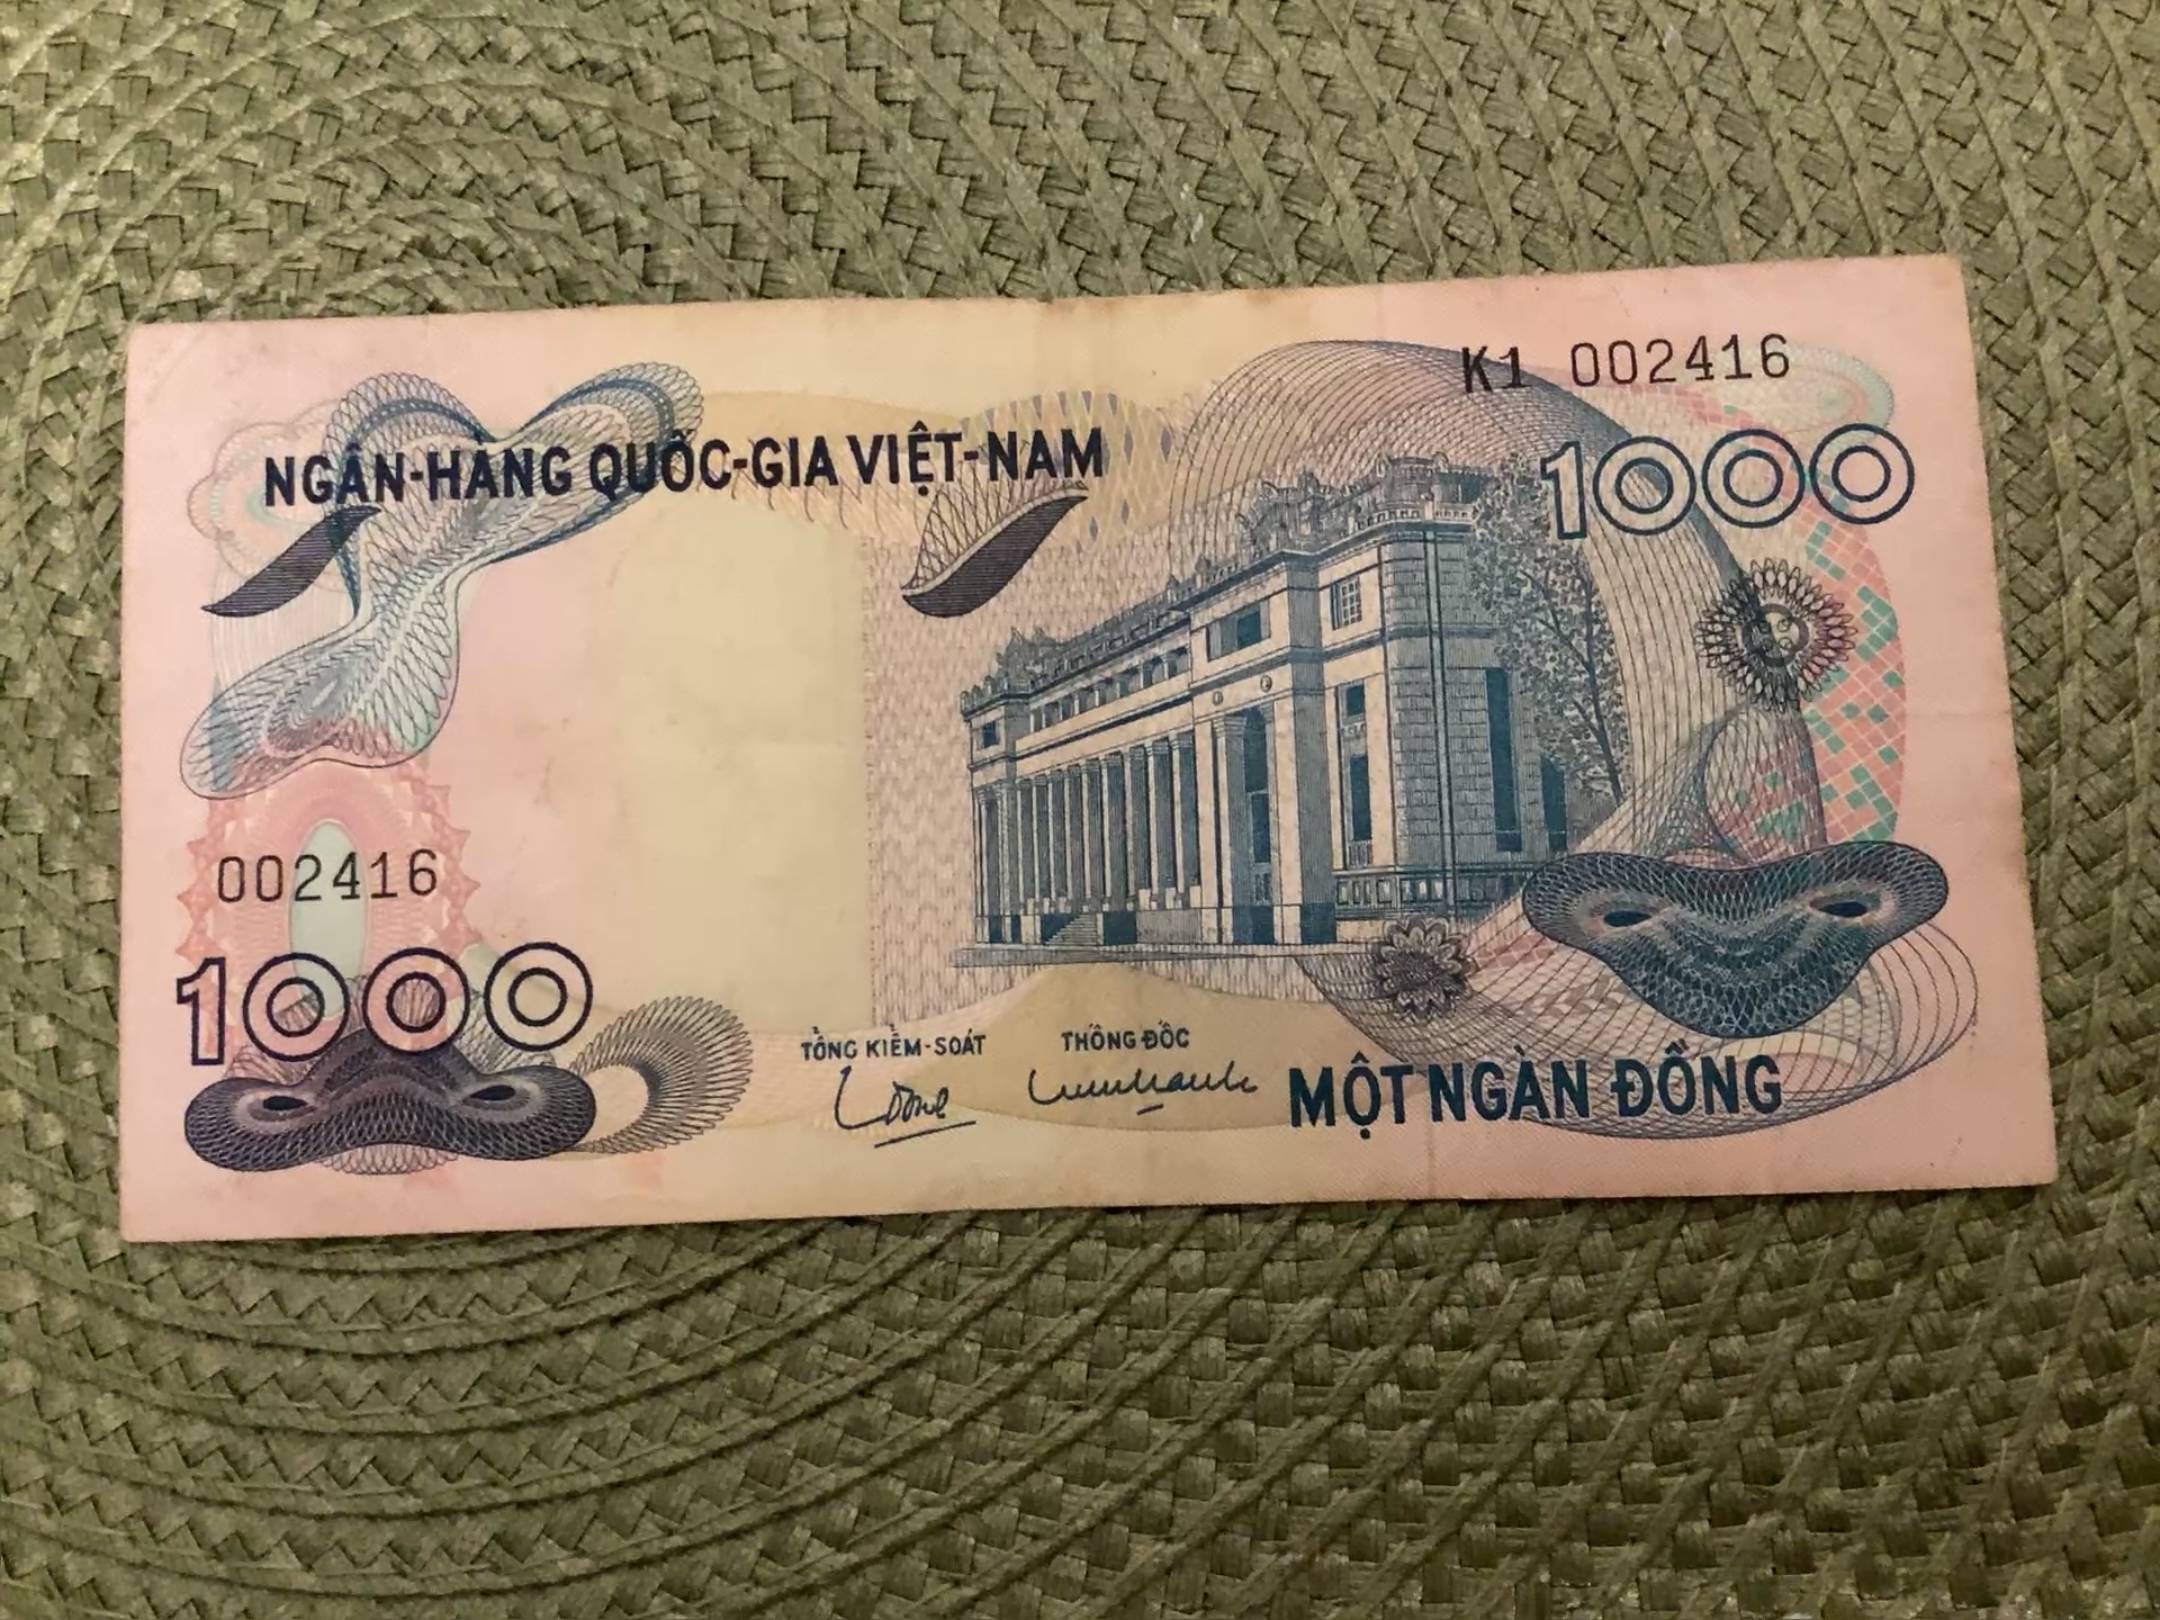 K1 002416
NGÂN-HÀNG QUỐC-GIA VIỆT-NAM
1000
002416
1000
TỔNG KIỂM-SOÁT
THỐNG ĐỐC
MỘT NGÀN ĐỒNG